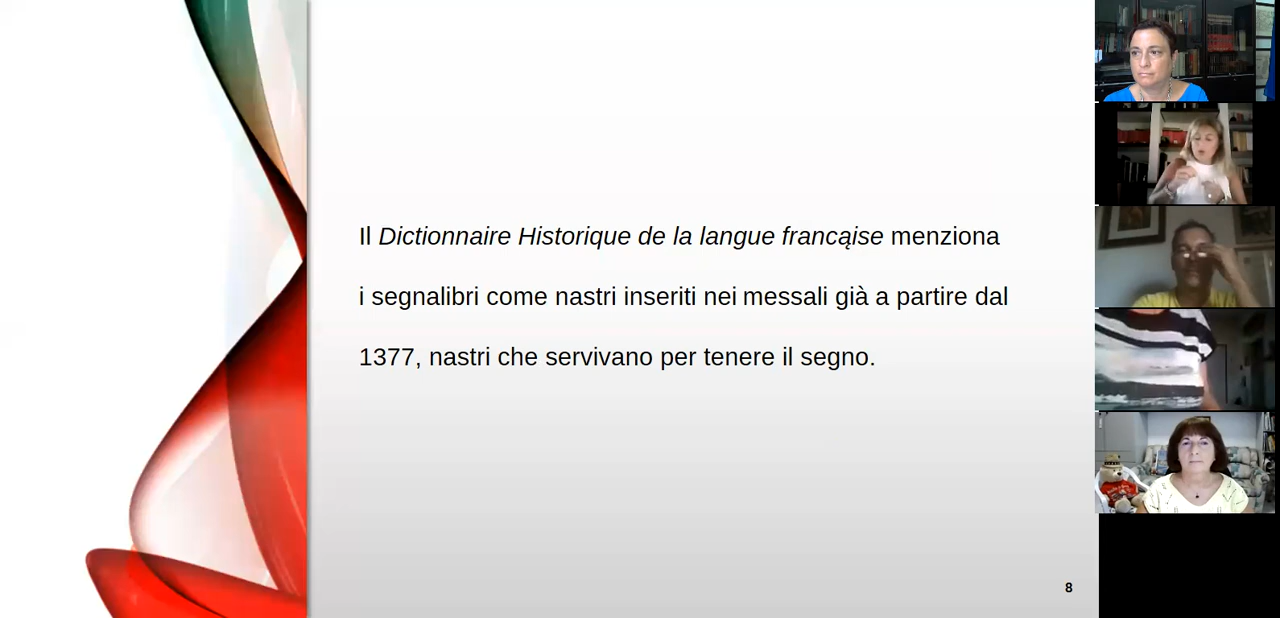 Il Dictionnaire Historique de la langue francąise menziona
i segnalibri come nastri inseriti nei messali già a partire dal
1377, nastri che servivano per tenere il segno.
8